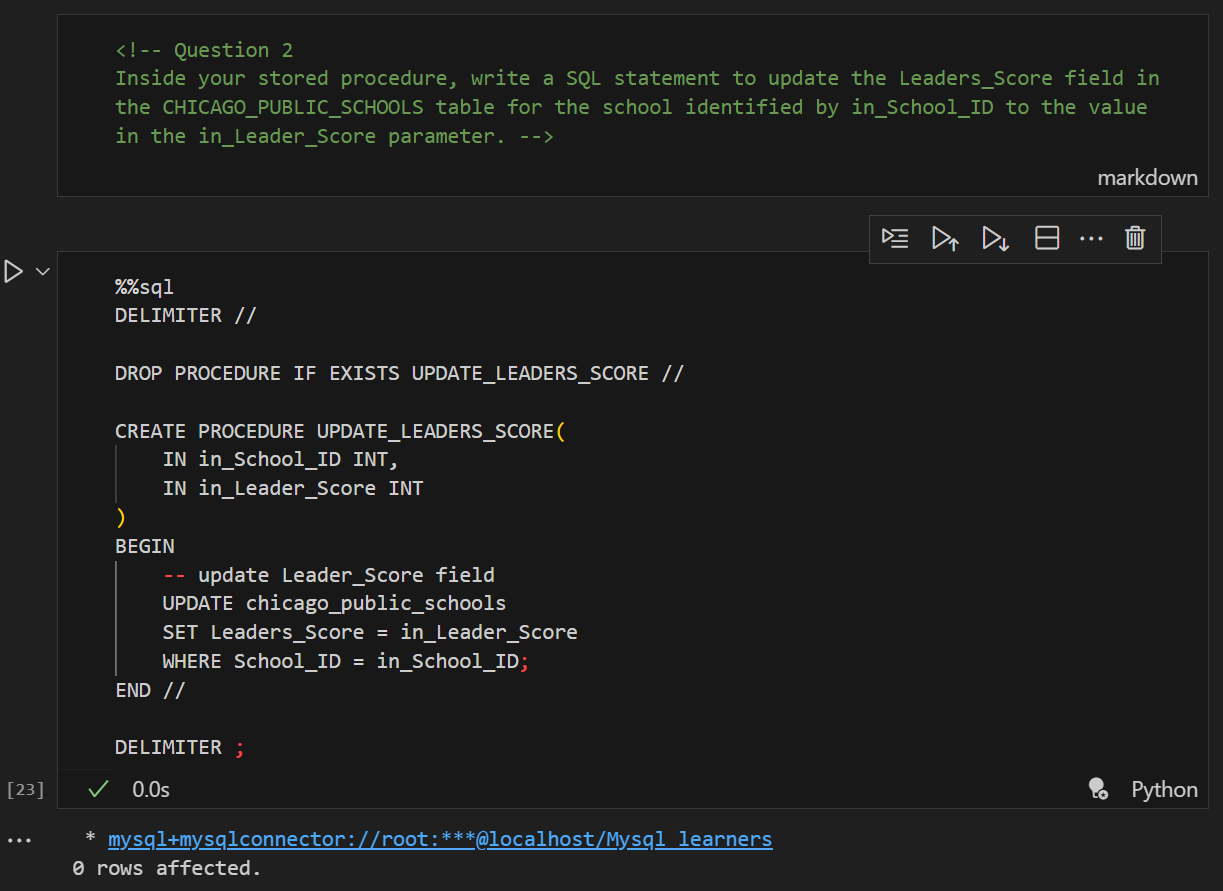 <!-- Question 2
Inside your stored procedure, write a SQL statement to update the Leaders_Score field in
the CHICAGO_PUBLIC_SCHOOLS table for the school identified by in_School_ID to the value
in the in_Leader_Score parameter. -->
markdown
%%sql
DELIMITER //
DROP PROCEDURE IF EXISTS UPDATE_LEADERS_SCORE //
CREATE PROCEDURE UPDATE_LEADERS_SCORE(
    IN in_School_ID INT,
    IN in_Leader_Score INT
)
BEGIN
    -- update Leader_Score field
    UPDATE chicago_public_schools
    SET Leaders_Score = in_Leader_Score
    WHERE School_ID = in_School_ID;
END //
DELIMITER ;
[23] 0.0s Python
* mysql+mysqlconnector://root:***@localhost/Mysql_learners
0 rows affected.